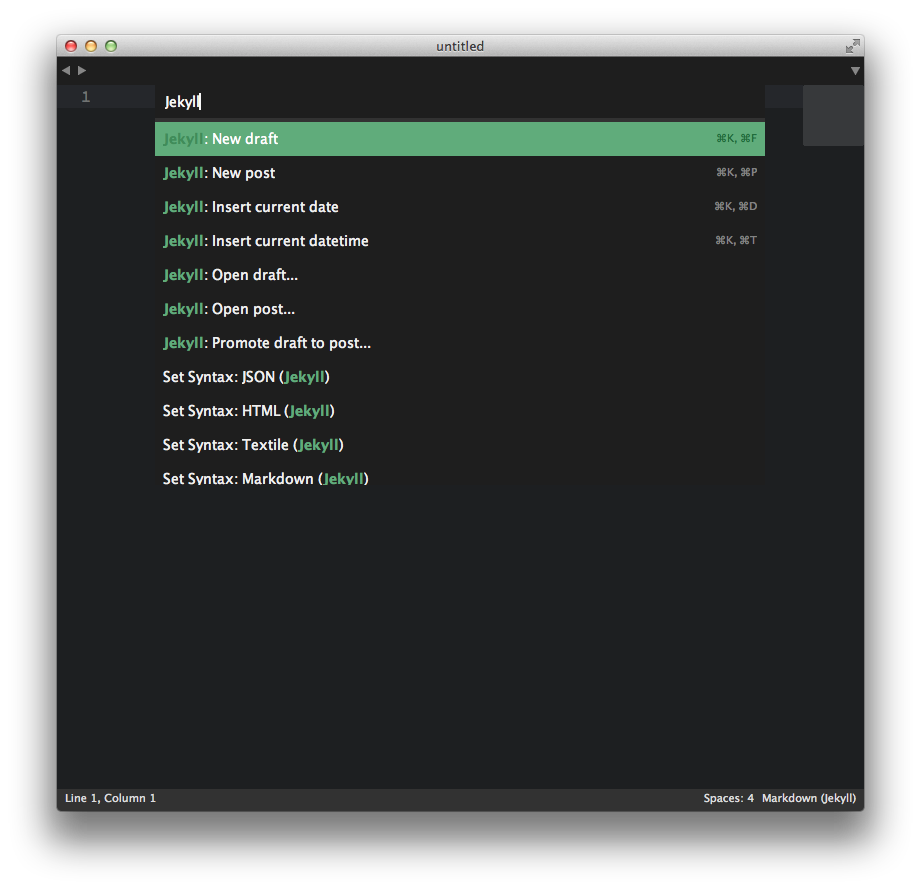 untitled
1
Jekyll
Jekyll: New draft ⌘K, ⌘F
Jekyll: New post ⌘K, ⌘P
Jekyll: Insert current date ⌘K, ⌘D
Jekyll: Insert current datetime ⌘K, ⌘T
Jekyll: Open draft...
Jekyll: Open post...
Jekyll: Promote draft to post...
Set Syntax: JSON (Jekyll)
Set Syntax: HTML (Jekyll)
Set Syntax: Textile (Jekyll)
Set Syntax: Markdown (Jekyll)
Line 1, Column 1 Spaces: 4 Markdown (Jekyll)